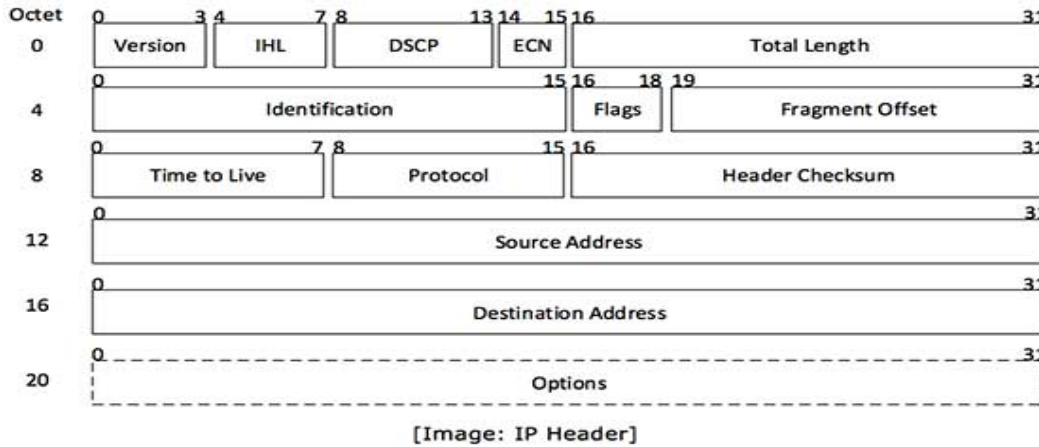 Octet 0 3 4 7 8 13 14 15 16 31
0 Version IHL DSCP ECN Total Length
0 15 16 18 19 31
4 Identification Flags Fragment Offset
0 7 8 15 16 31
8 Time to Live Protocol Header Checksum
0 31
12 Source Address
0 31
16 Destination Address
0 31
20 Options
[Image: IP Header]